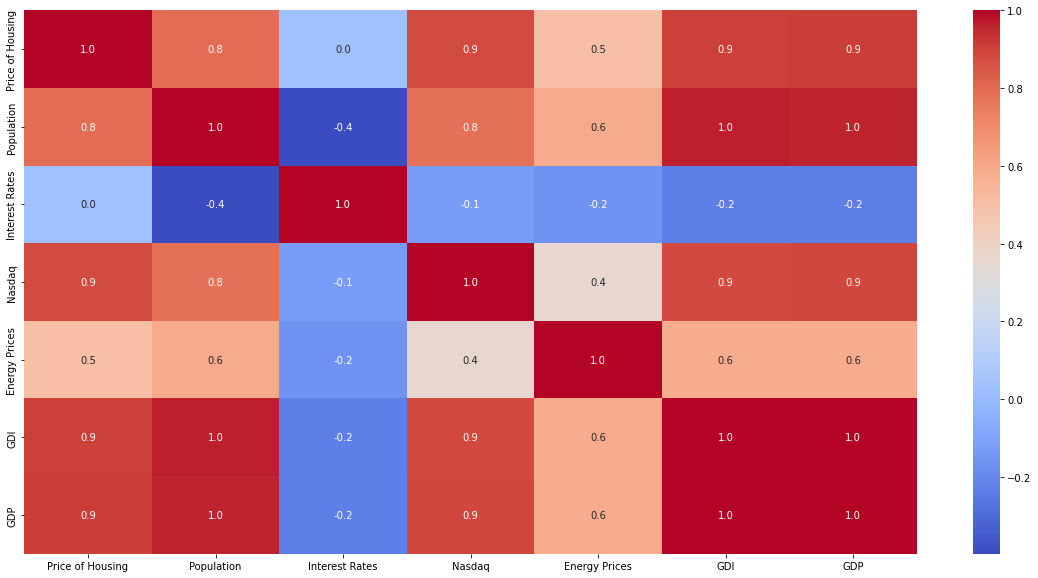 Price of Housing 1.0 0.8 0.0 0.9 0.5 0.9 0.9
Population 0.8 1.0 -0.4 0.8 0.6 1.0 1.0
Interest Rates 0.0 -0.4 1.0 -0.1 -0.2 -0.2 -0.2
Nasdaq 0.9 0.8 -0.1 1.0 0.4 0.9 0.9
Energy Prices 0.5 0.6 -0.2 0.4 1.0 0.6 0.6
GDI 0.9 1.0 -0.2 0.9 0.6 1.0 1.0
GDP 0.9 1.0 -0.2 0.9 0.6 1.0 1.0
Price of Housing Population Interest Rates Nasdaq Energy Prices GDI GDP
1.0
0.8
0.6
0.4
0.2
0.0
-0.2